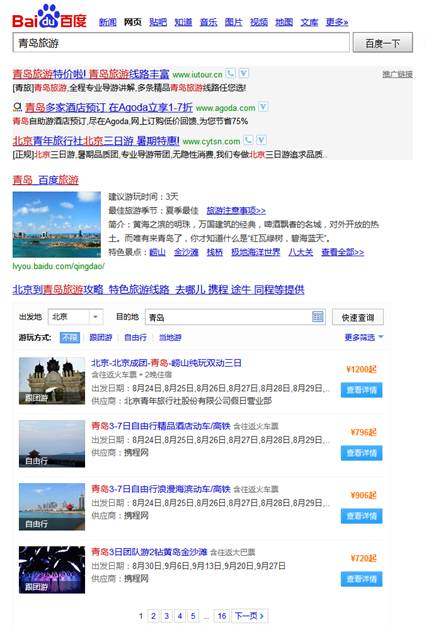 Bai du 百度
新闻 网页 贴吧 知道 音乐 图片 视频 地图 文库 更多»
青岛旅游 百度一下
青岛旅游特价啦! 青岛旅游线路丰富 www.iutour.cn V 推广链接
[青旅]青岛旅游,全程专业导游讲解,多条精品青岛旅游线路任您选!
青岛多家酒店预订 在Agoda立享1-7折 www.agoda.com V
青岛自助游酒店预订,尽在Agoda,网上订购低价回馈,为您节省75%
北京青年旅行社北京三日游 暑期特惠! www.cytsn.com V
[正规]北京三日游,暑期品质团,专业导游带团,无隐性消费,我们专做北京三日游追求品质..
青岛_百度旅游
建议游玩时间：3天
最佳旅游季节：夏季最佳 旅游注意事项>>
简介：黄海之滨的明珠，万国建筑的经典，啤酒飘香的名城，对外开放的热
土。而唯有来青岛了，你才知道什么是“红瓦绿树，碧海蓝天”。
特色景点：崂山 金沙滩 栈桥 极地海洋世界 八大关 查看全部>>
lvyou.baidu.com/qingdao/
北京到青岛旅游攻略_特色旅游线路_去哪儿 携程 途牛 同程等提供
出发地 北京 目的地 青岛 快速查询
游玩方式: 不限 跟团游 自由行 当地游 更多筛选
北京-北京成团-青岛-崂山纯玩双动三日
含往返火车票 + 2晚住宿
¥1200起
出发日期：8月24日,8月25日,8月26日,8月27日,8月28日,8月29日,..
查看详情
供应商：北京青年旅行社股份有限公司假日营业部
跟团游
青岛3-7日自由行精品酒店动车/高铁 含往返火车票
¥796起
出发日期：8月24日,8月25日,8月26日,8月27日,8月28日,8月29日,..
查看详情
供应商：携程网
自由行
青岛3-7日自由行浪漫海滨动车/高铁 含往返火车票
¥906起
出发日期：8月24日,8月25日,8月26日,8月27日,8月28日,8月29日,..
查看详情
供应商：携程网
自由行
青岛3日团队游2钻黄岛金沙滩 含往返大巴票
¥720起
出发日期：8月30日,9月6日,9月13日,9月20日,9月27日
查看详情
供应商：携程网
跟团游
1 2 3 4 5 ... 16 下一页>